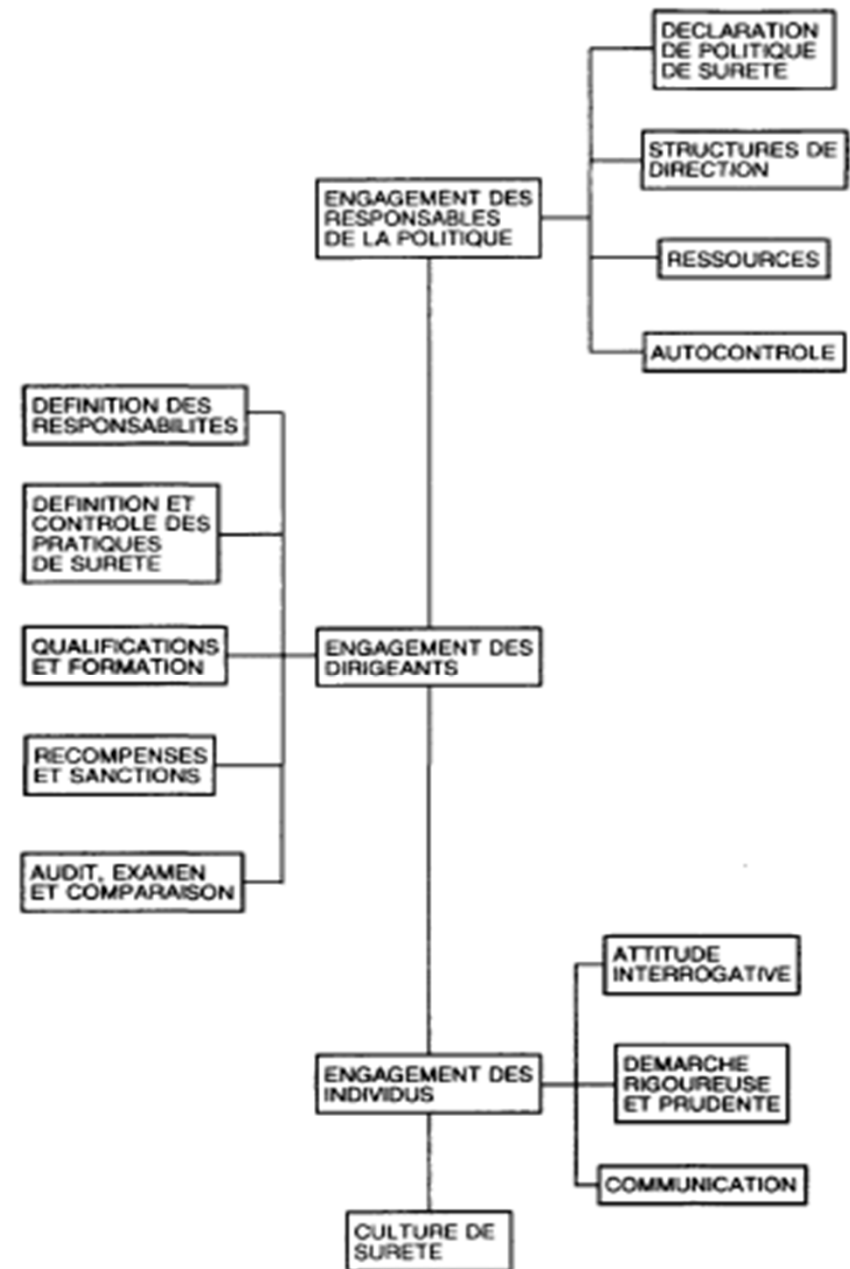 DECLARATION
DE POLITIQUE
DE SURETE
STRUCTURES DE
DIRECTION
ENGAGEMENT DES
RESPONSABLES
DE LA POLITIQUE
RESSOURCES
AUTOCONTROLE
DEFINITION DES
RESPONSABILITES
DEFINITION ET
CONTROLE DES
PRATIQUES
DE SURETE
QUALIFICATIONS
ET FORMATION
ENGAGEMENT DES
DIRIGEANTS
RECOMPENSES
ET SANCTIONS
AUDIT, EXAMEN
ET COMPARAISON
ATTITUDE
INTERROGATIVE
ENGAGEMENT DES
INDIVIDUS
DEMARCHE
RIGOUREUSE
ET PRUDENTE
COMMUNICATION
CULTURE DE
SURETE